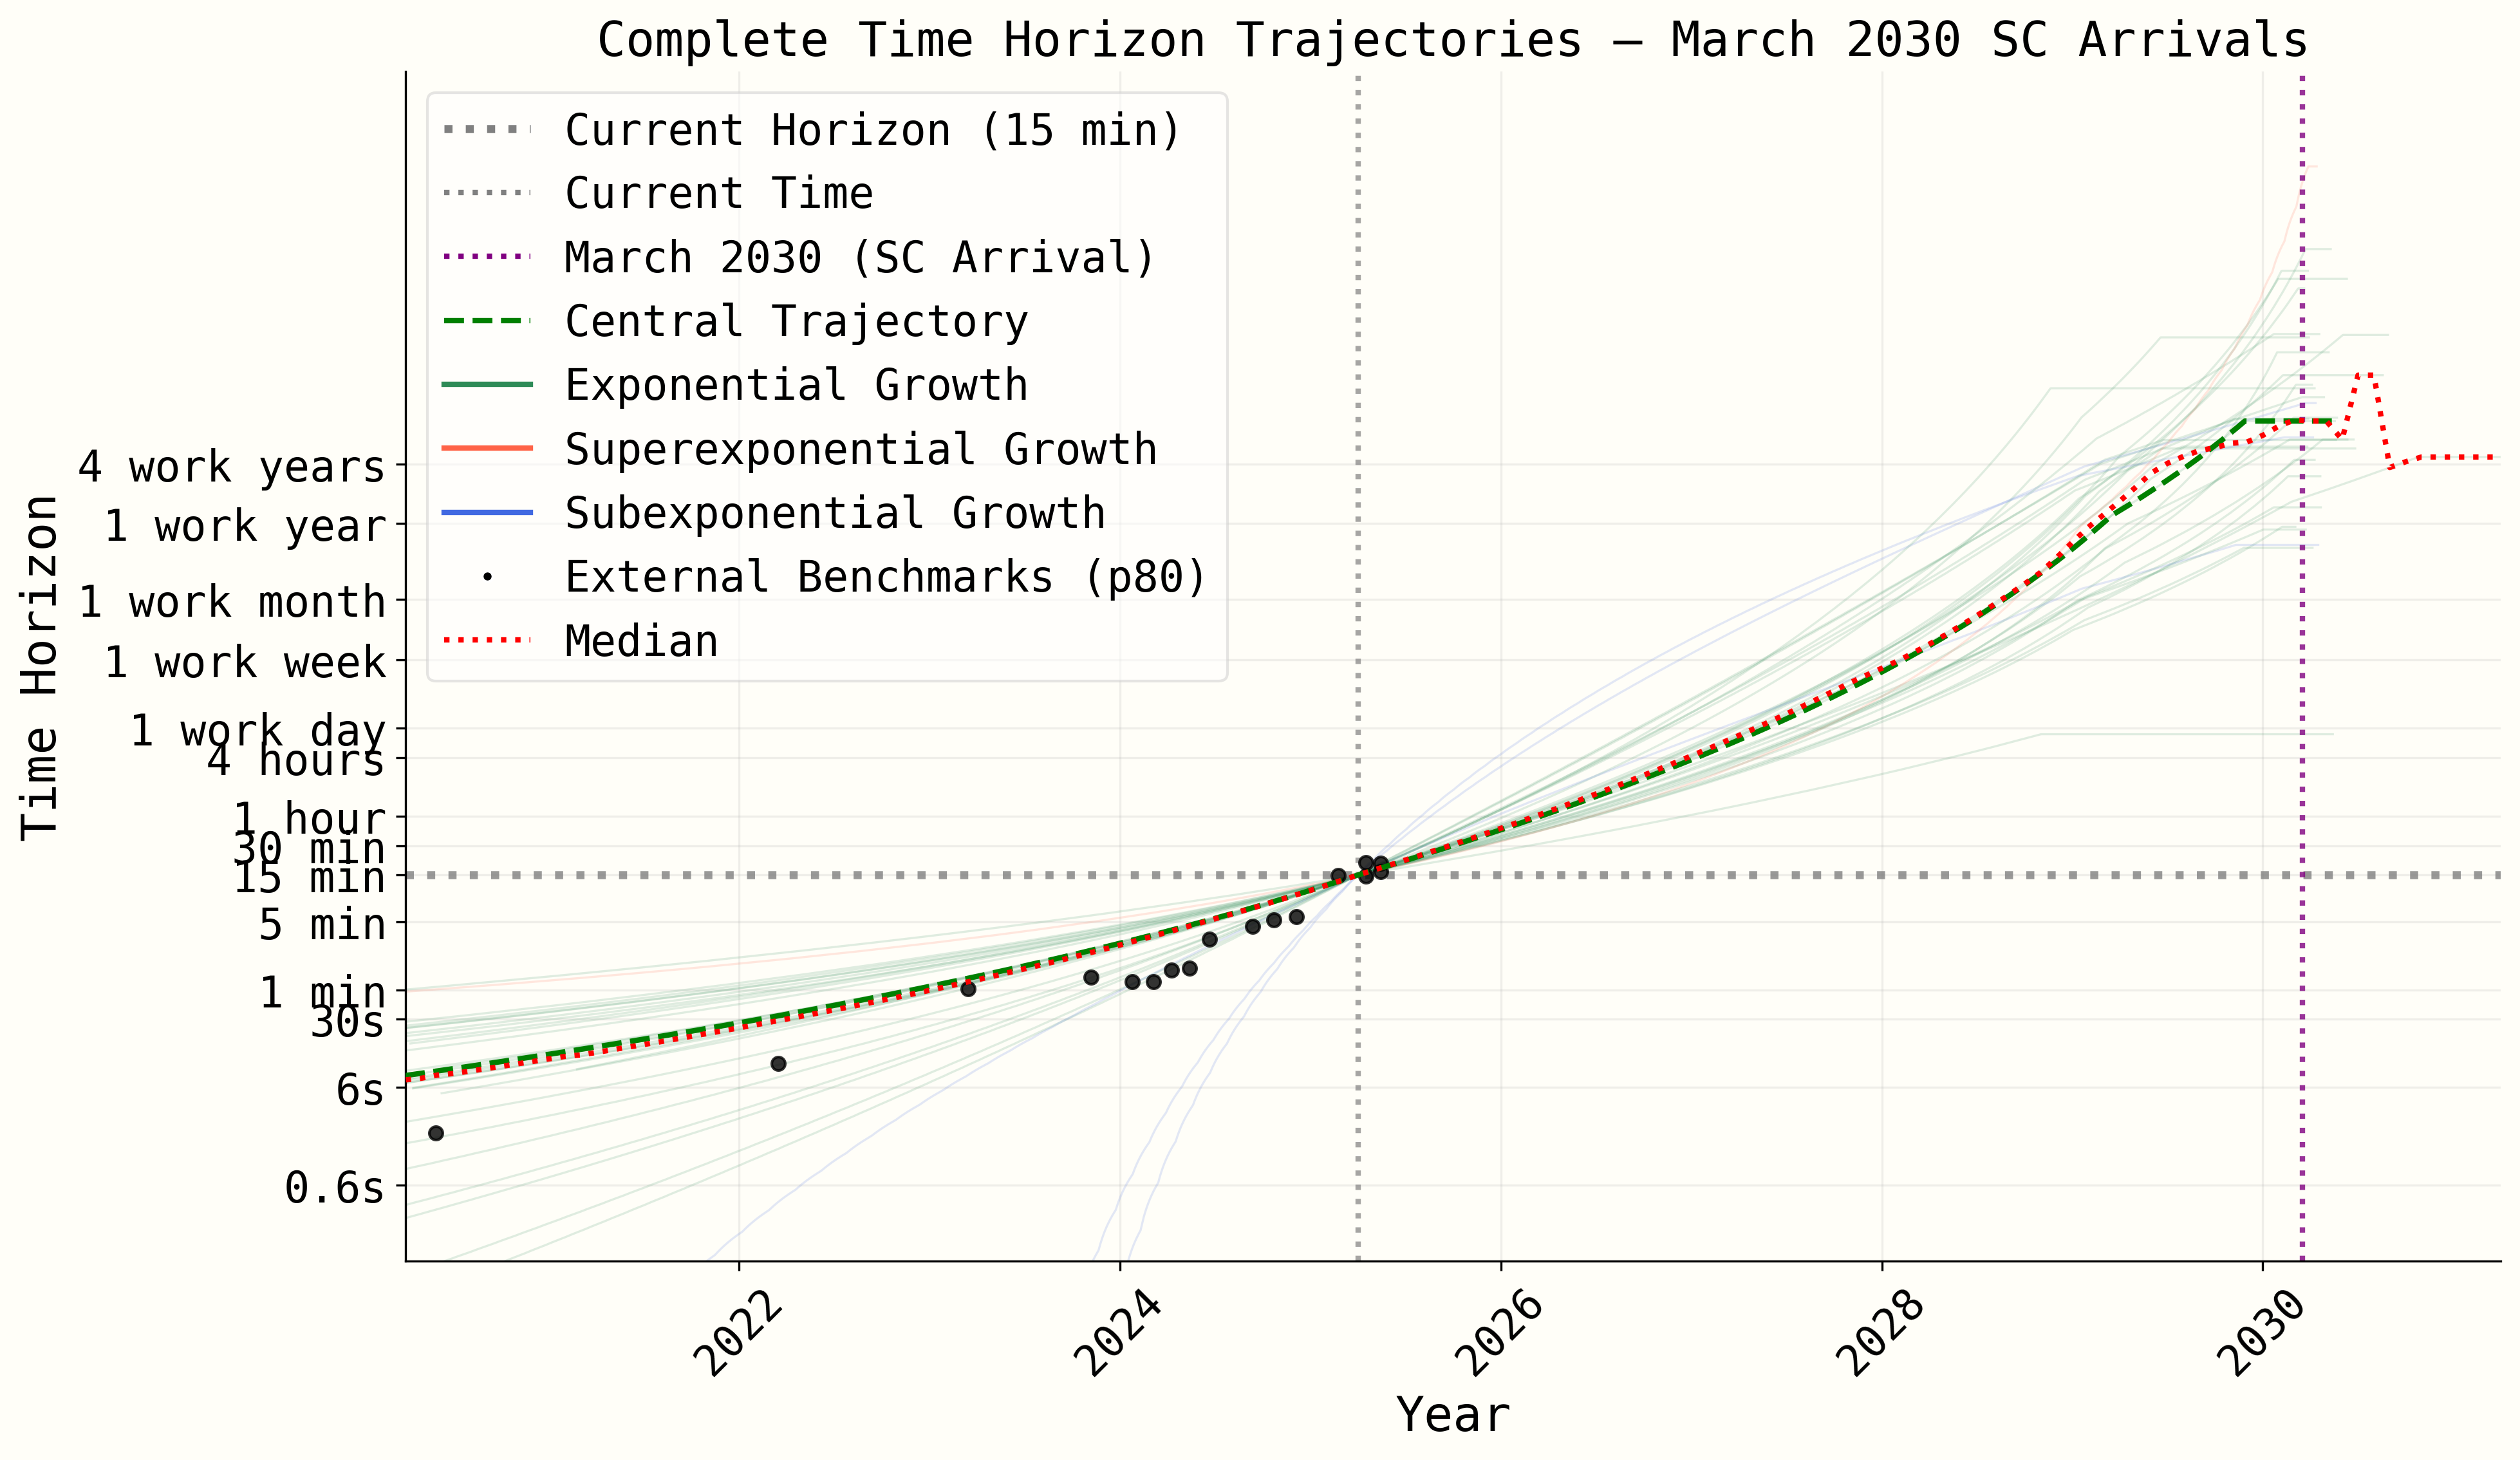 Complete Time Horizon Trajectories — March 2030 SC Arrivals
Current Horizon (15 min)
Current Time
March 2030 (SC Arrival)
Central Trajectory
Exponential Growth
Superexponential Growth
Subexponential Growth
External Benchmarks (p80)
Median
Time Horizon
4 work years
1 work year
1 work month
1 work week
1 work day
4 hours
1 hour
30 min
15 min
5 min
1 min
30s
6s
0.6s
2022
2024
2026
2028
2030
Year